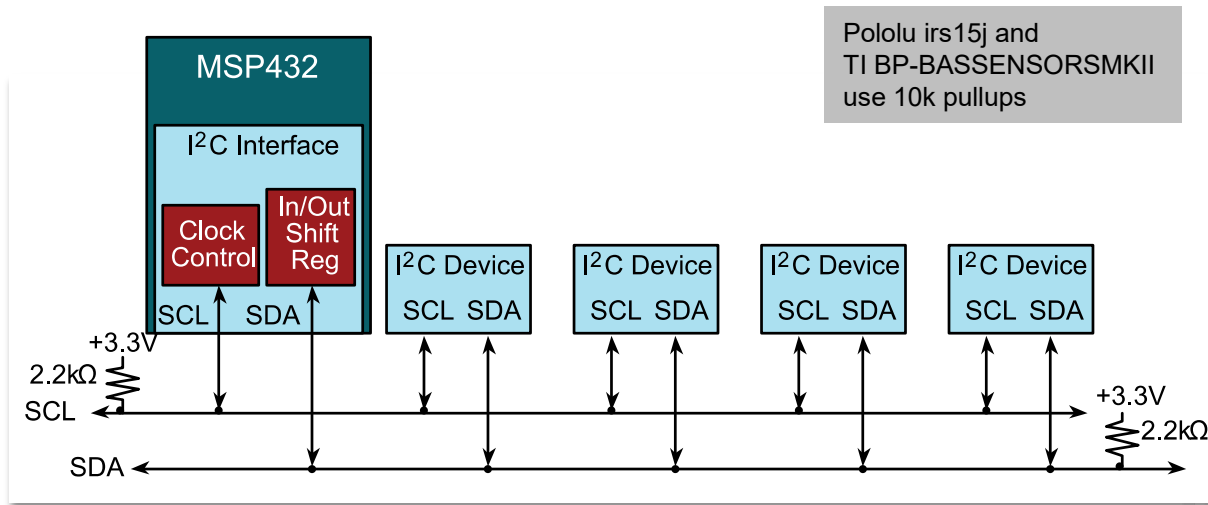 Pololu irs15j and
TI BP-BASSENSORSMKII
use 10k pullups
MSP432
I²C Interface
Clock
Control
In/Out
Shift
Reg
SCL SDA
I²C Device
SCL SDA
I²C Device
SCL SDA
I²C Device
SCL SDA
I²C Device
SCL SDA
+3.3V
2.2kΩ
SCL
+3.3V
2.2kΩ
SDA